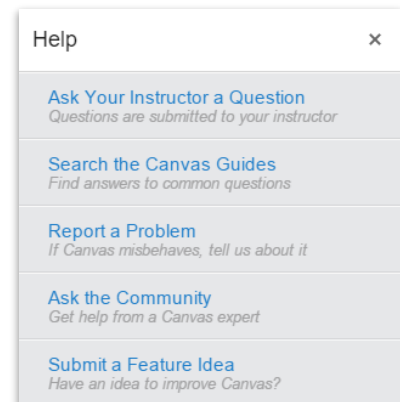 Help ×
Ask Your Instructor a Question
Questions are submitted to your instructor
Search the Canvas Guides
Find answers to common questions
Report a Problem
If Canvas misbehaves, tell us about it
Ask the Community
Get help from a Canvas expert
Submit a Feature Idea
Have an idea to improve Canvas?